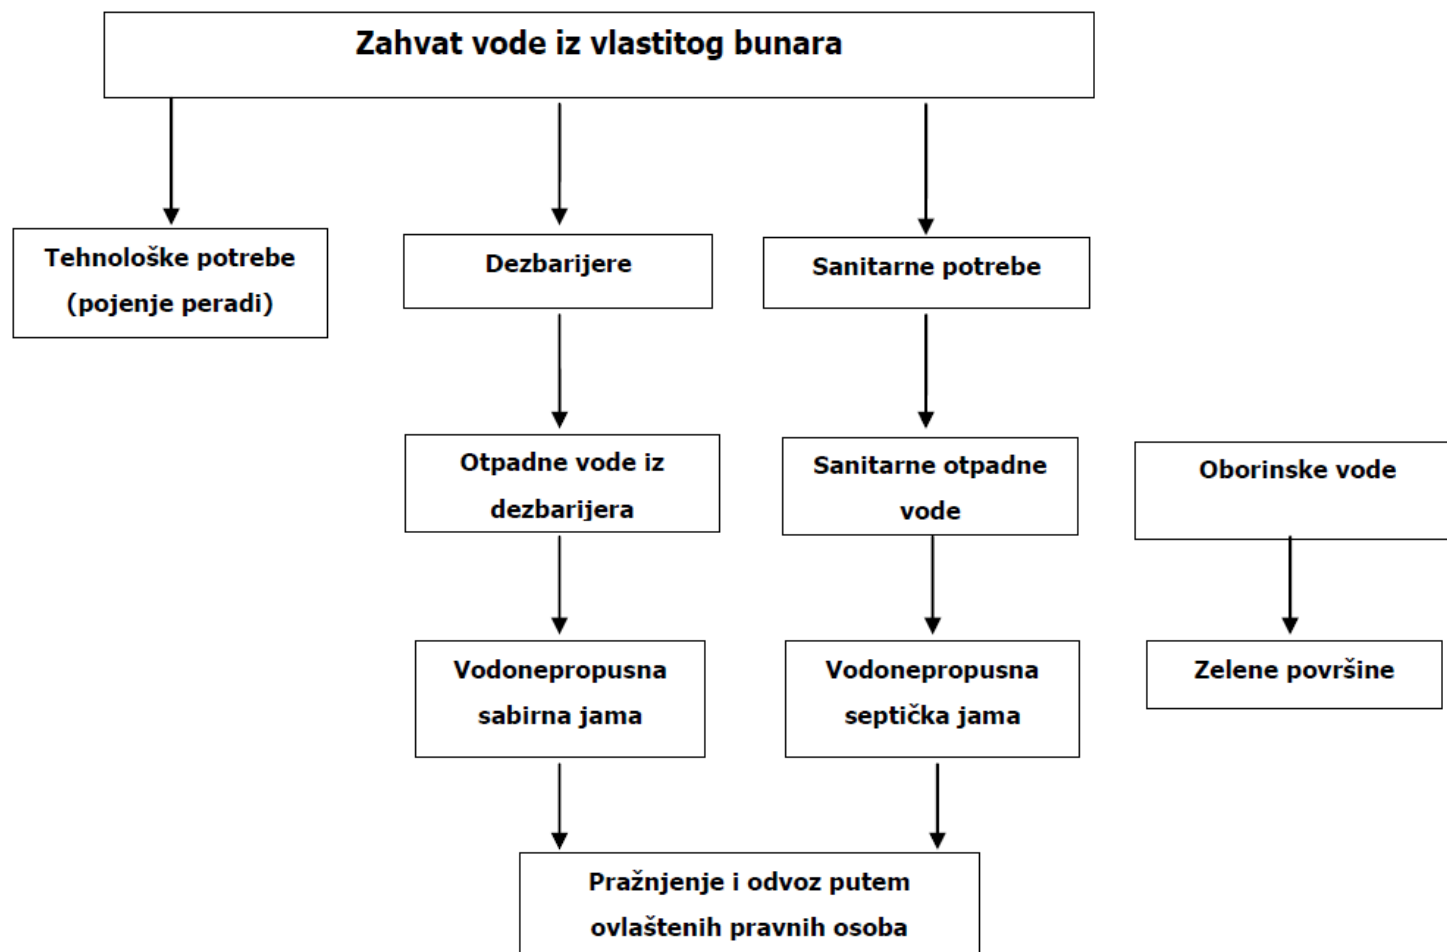 Zahvat vode iz vlastitog bunara
Tehnološke potrebe
(pojenje peradi)
Dezbarijere
Sanitarne potrebe
Otpadne vode iz
dezbarijera
Sanitarne otpadne
vode
Oborinske vode
Vodonepropusna
sabirna jama
Vodonepropusna
septička jama
Zelene površine
Pražnjenje i odvoz putem
ovlaštenih pravnih osoba